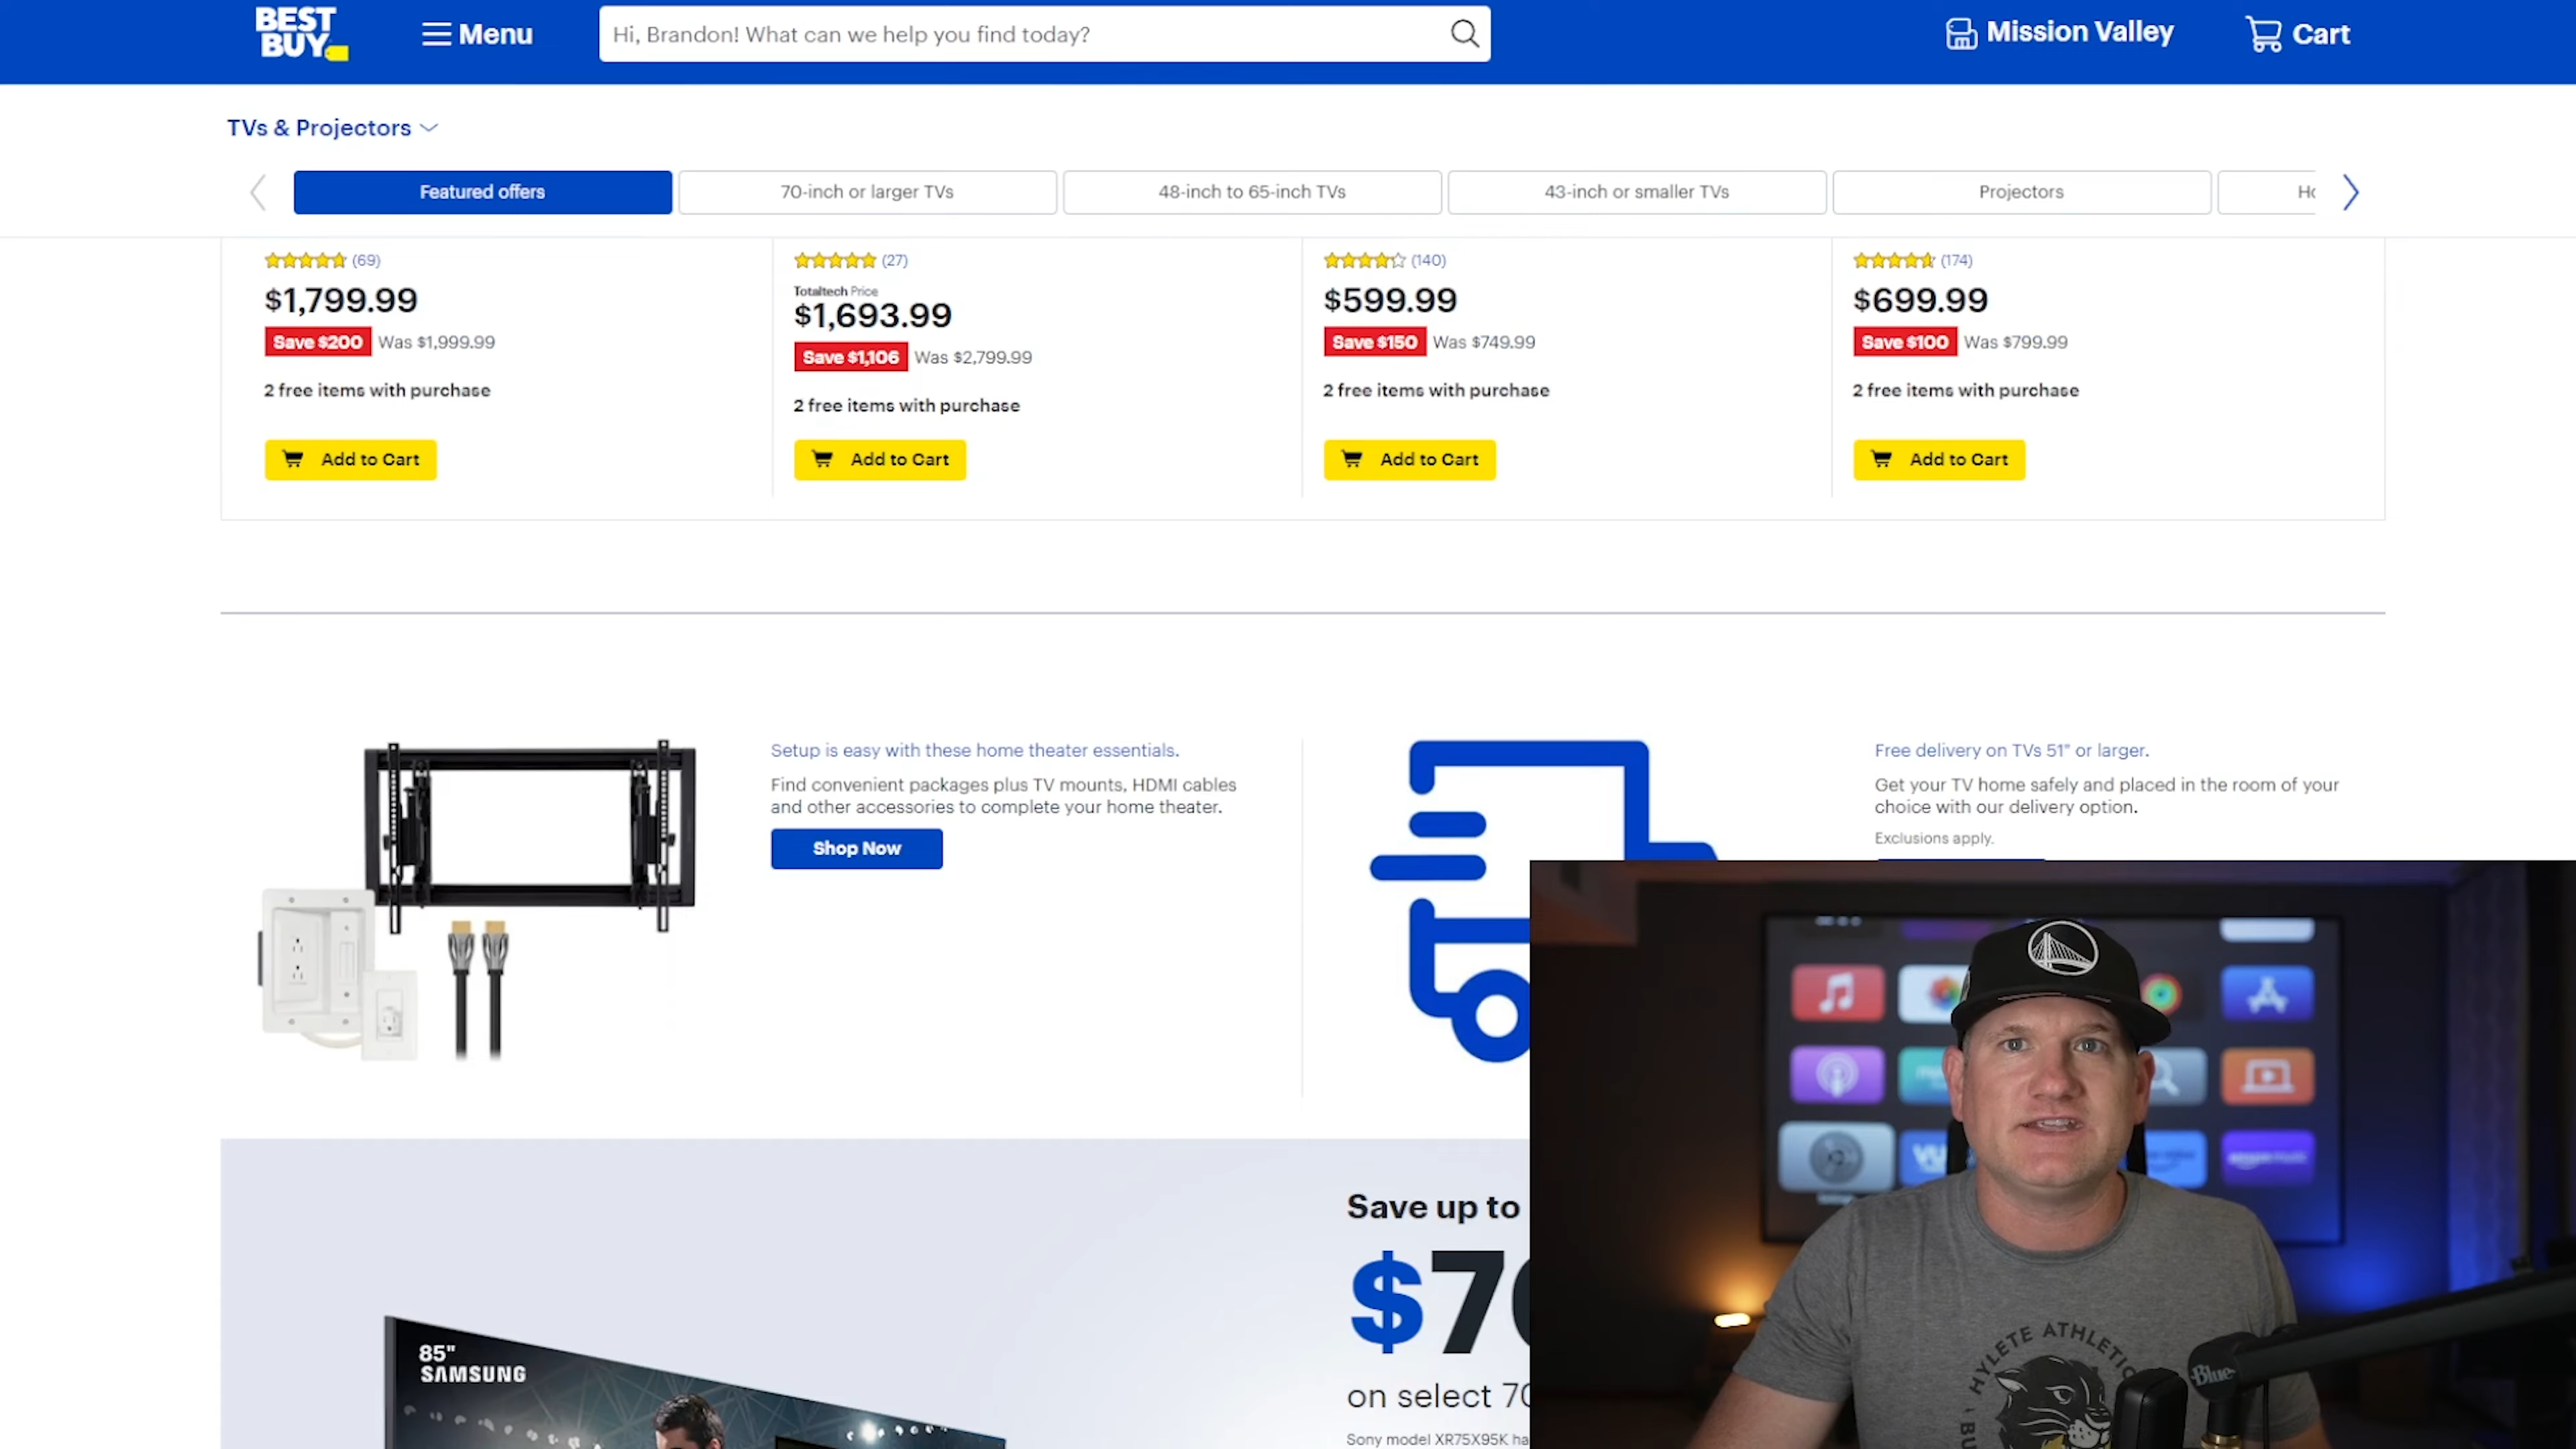 BEST
BUY
Menu
Hi, Brandon! What can we help you find today?
Mission Valley
Cart
TVs & Projectors
Featured offers
70-inch or larger TVs
48-inch to 65-inch TVs
43-inch or smaller TVs
Projectors
(69)
$1,799.99
Save $200 Was $1,999.99
2 free items with purchase
Add to Cart
(27)
Totaltech Price
$1,693.99
Save $1,106 Was $2,799.99
2 free items with purchase
Add to Cart
(140)
$599.99
Save $150 Was $749.99
2 free items with purchase
Add to Cart
(174)
$699.99
Save $100 Was $799.99
2 free items with purchase
Add to Cart
Setup is easy with these home theater essentials.
Find convenient packages plus TV mounts, HDMI cables
and other accessories to complete your home theater.
Shop Now
Free delivery on TVs 51" or larger.
Get your TV home safely and placed in the room of your
choice with our delivery option.
Exclusions apply.
Save up to
on select
Sony model XR75X95K
85"
SAMSUNG
HYLETE ATHLETIC
Blue